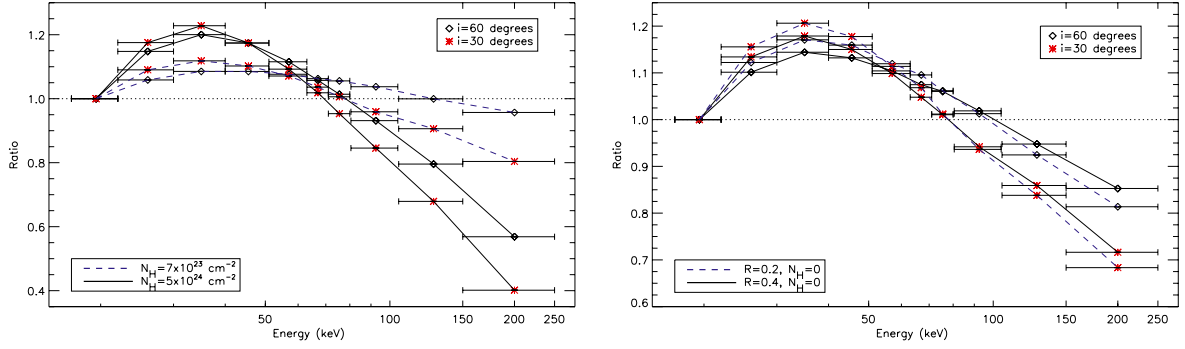 1.2
1.0
0.8
0.6
0.4
Ratio
i=60 degrees
i=30 degrees
N_H=7x10^23 cm^-2
N_H=5x10^24 cm^-2
50 100 150 200 250
Energy (keV)
1.2
1.1
1.0
0.9
0.8
0.7
0.6
Ratio
i=60 degrees
i=30 degrees
R=0.2, N_H=0
R=0.4, N_H=0
50 100 150 200 250
Energy (keV)